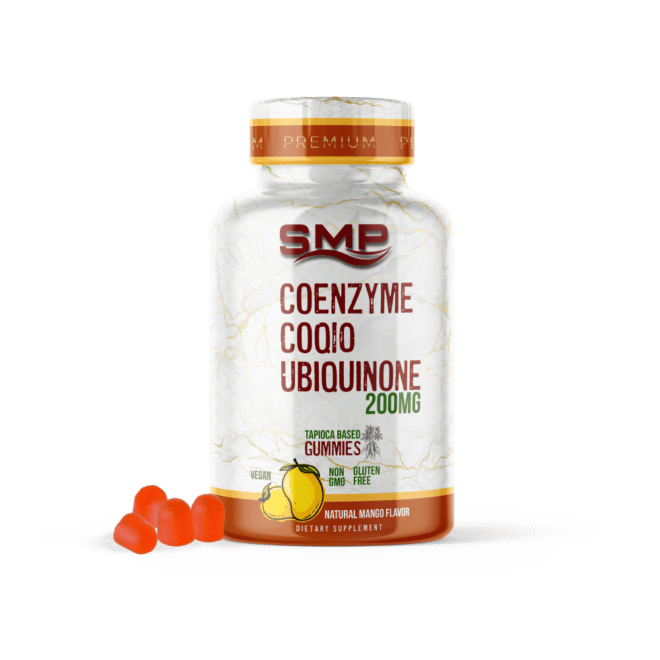 M PREMIUM P
SMP
COENZYME
COQ10
UBIQUINONE
200MG
TAPIOCA BASED
GUMMIES
VEGAN
NON
GMO
GLUTEN
FREE
NATURAL MANGO FLAVOR
DIETARY SUPPLEMENT